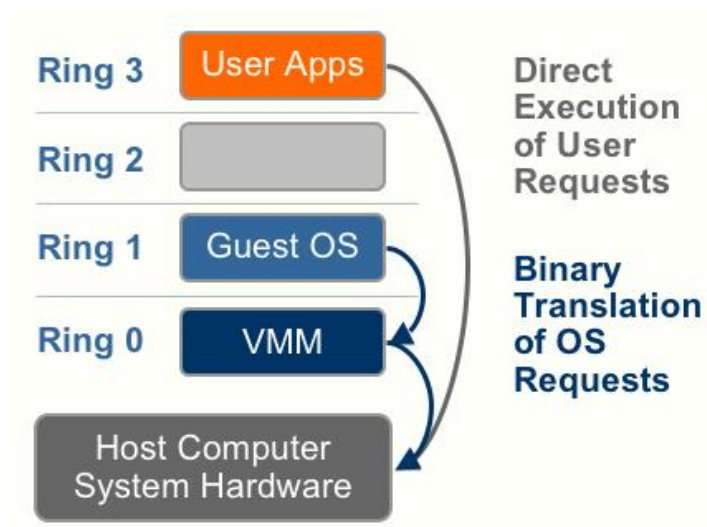 Ring 3
User Apps
Ring 2
Ring 1
Guest OS
Ring 0
VMM
Host Computer
System Hardware
Direct
Execution
of User
Requests
Binary
Translation
of OS
Requests